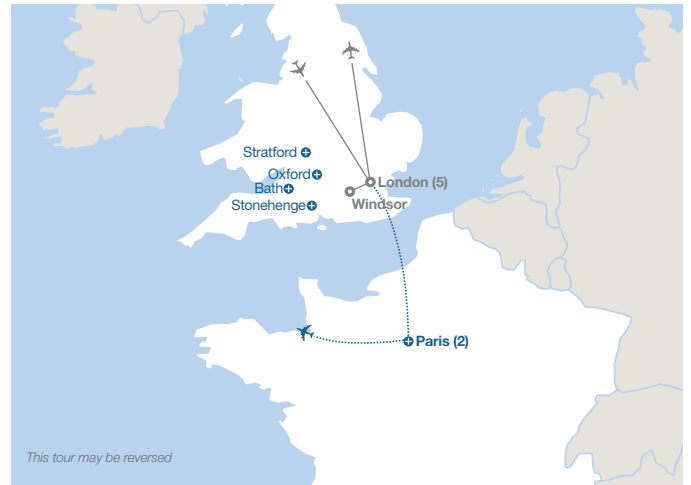 Stratford
Oxford
London (5)
Bath
Windsor
Stonehenge
Paris (2)
This tour may be reversed